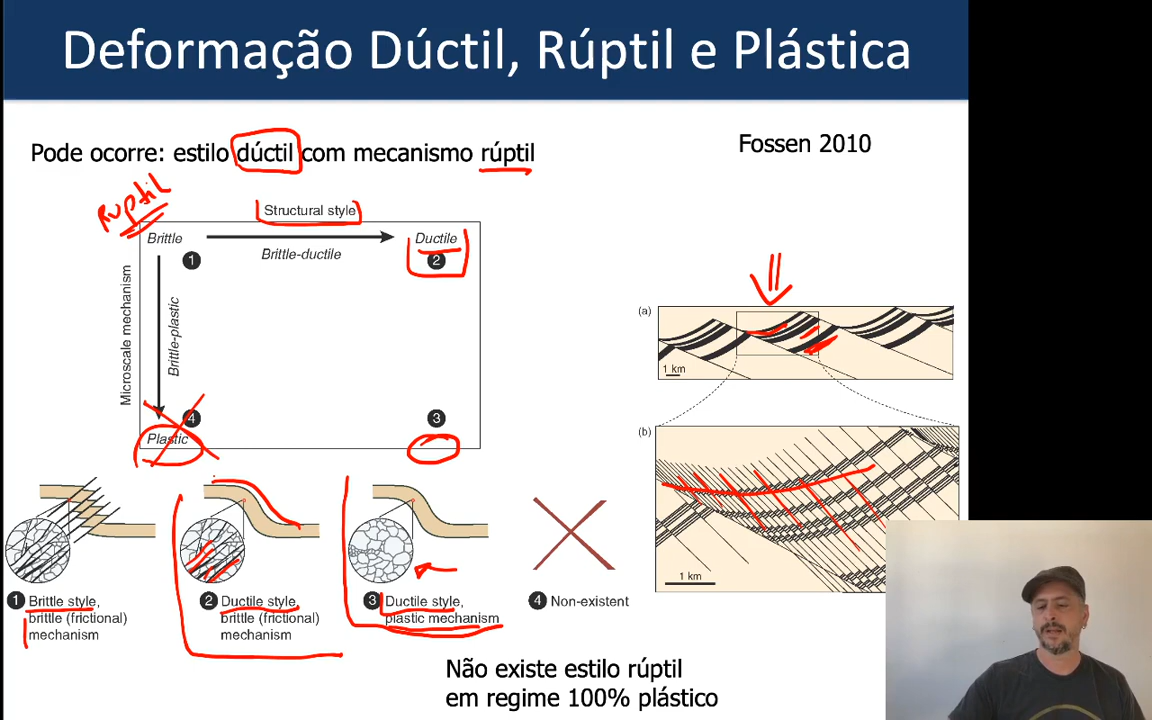 Deformação Dúctil, Rúptil e Plástica
Pode ocorre: estilo dúctil com mecanismo rúptil
Fossen 2010
Ruptil
Structural style
Brittle
Ductile
1
Brittle-ductile
2
Microscale mechanism
Brittle-plastic
4
3
Plastic
(a)
1 km
(b)
1 km
1 Brittle style,
brittle (frictional)
mechanism
2 Ductile style,
brittle (frictional)
mechanism
3 Ductile style,
plastic mechanism
4 Non-existent
Não existe estilo rúptil
em regime 100% plástico